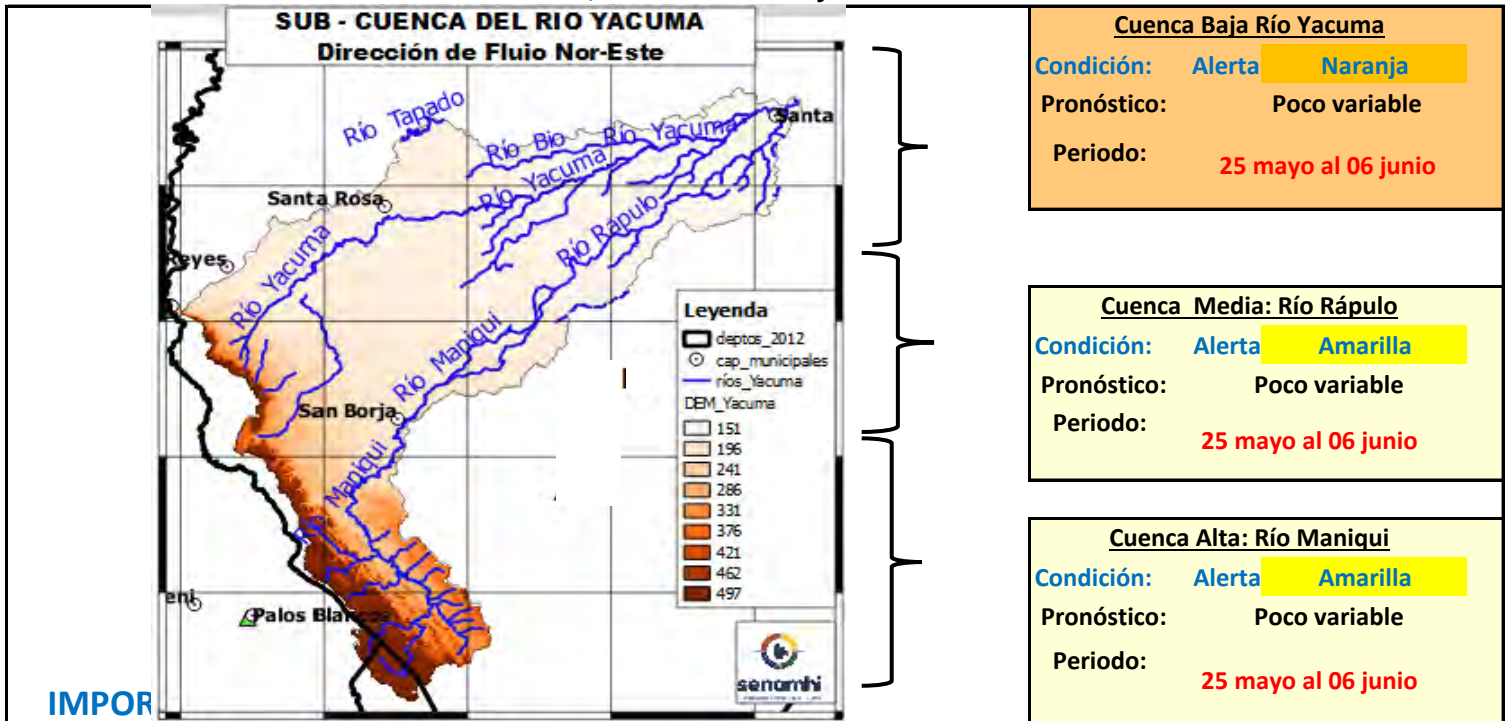 SUB - CUENCA DEL RIO YACUMA
Dirección de Flujo Nor-Este
Río Tapado
Río Bio
Río Yacuma
Santa
Río Yacuma
Santa Rosa
Río Rápulo
Reyes
Río Yacuma
Río Maniqui
San Borja
Río Maniqui
Río
eni
Palos Blancos
Leyenda
deptos_2012
cap_municipales
ríos_Yacuma
DEM_Yacuma
151
196
241
286
331
376
421
462
497
senamhi
IMPOR
Cuenca Baja Río Yacuma
Condición: Alerta Naranja
Pronóstico: Poco variable
Periodo: 25 mayo al 06 junio
Cuenca Media: Río Rápulo
Condición: Alerta Amarilla
Pronóstico: Poco variable
Periodo: 25 mayo al 06 junio
Cuenca Alta: Río Maniqui
Condición: Alerta Amarilla
Pronóstico: Poco variable
Periodo: 25 mayo al 06 junio